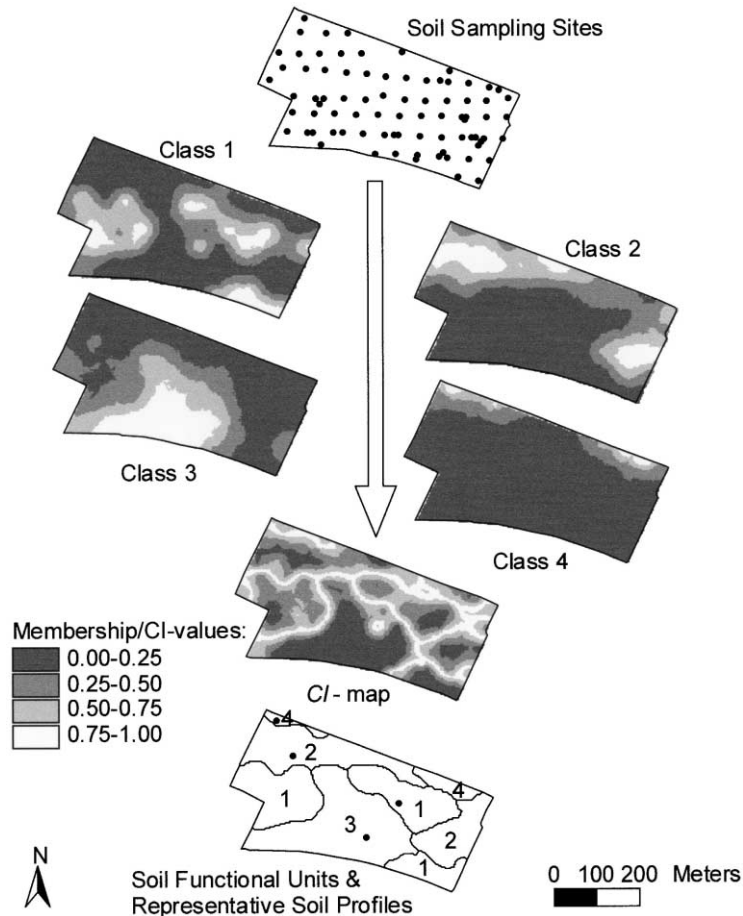 Soil Sampling Sites
Class 1
Class 2
Class 3
Class 4
Membership/CI-values:
0.00-0.25
0.25-0.50
0.50-0.75
0.75-1.00
CI - map
4
2
4
1
1
3
2
1
N
Soil Functional Units &
Representative Soil Profiles
0 100 200 Meters